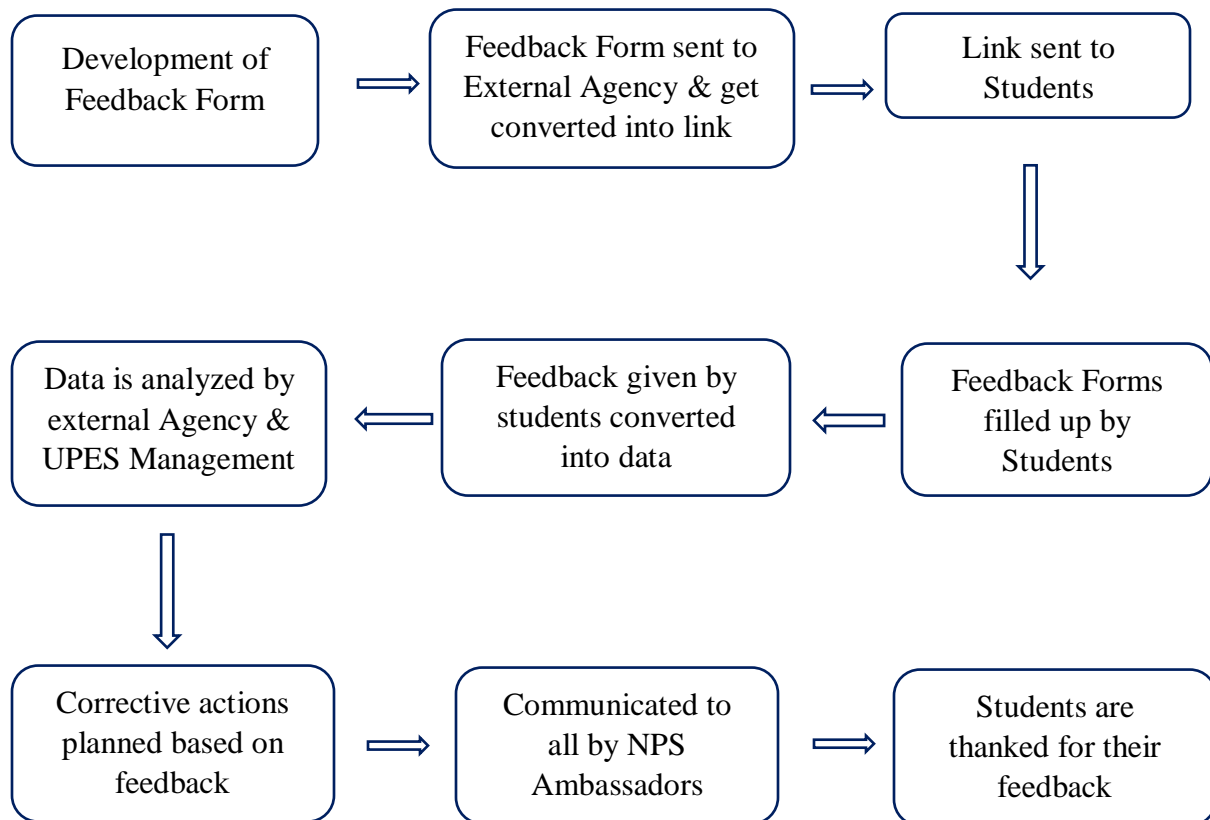 Development of
Feedback Form
Feedback Form sent to
External Agency & get
converted into link
Link sent to
Students
Feedback Forms
filled up by
Students
Feedback given by
students converted
into data
Data is analyzed by
external Agency &
UPES Management
Corrective actions
planned based on
feedback
Communicated to
all by NPS
Ambassadors
Students are
thanked for their
feedback